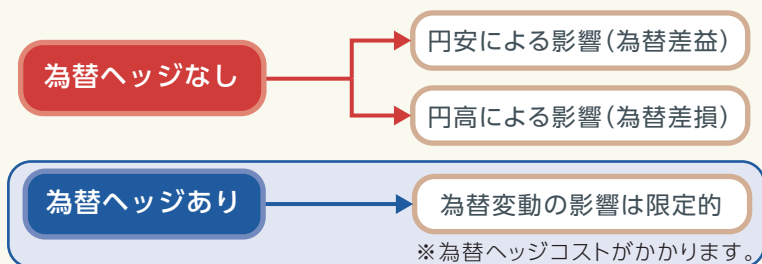 為替ヘッジなし
円安による影響(為替差益)
円高による影響(為替差損)
為替ヘッジあり
為替変動の影響は限定的
※為替ヘッジコストがかかります。